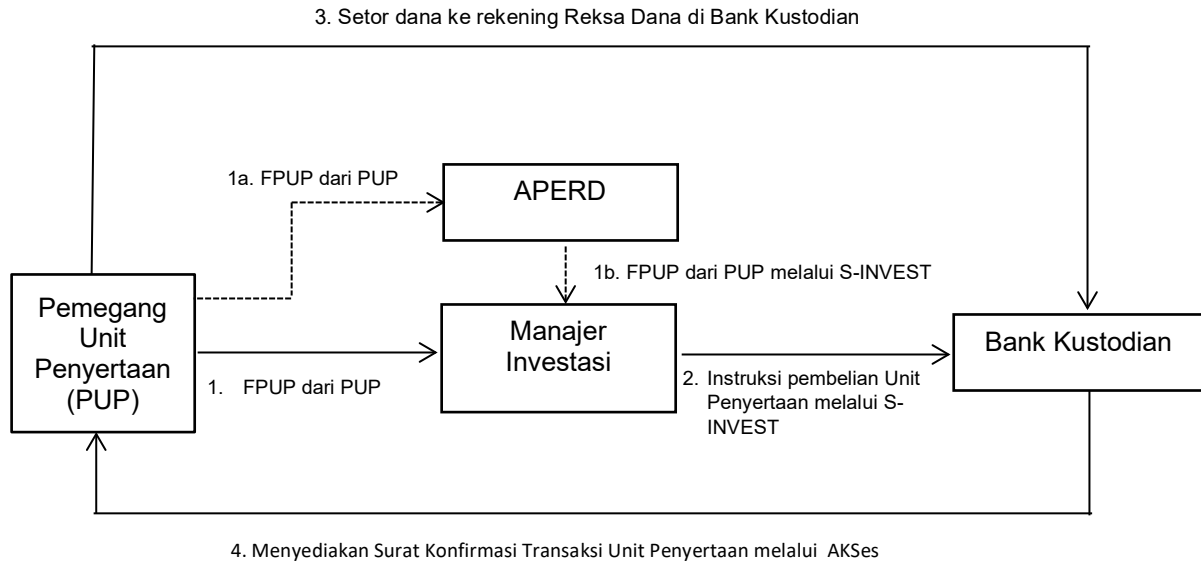 3. Setor dana ke rekening Reksa Dana di Bank Kustodian
1a. FPUP dari PUP
APERD
1b. FPUP dari PUP melalui S-INVEST
Pemegang
Unit
Penyertaan
(PUP)
Manajer
Investasi
Bank Kustodian
1. FPUP dari PUP
2. Instruksi pembelian Unit
Penyertaan melalui S-
INVEST
4. Menyediakan Surat Konfirmasi Transaksi Unit Penyertaan melalui AKSes